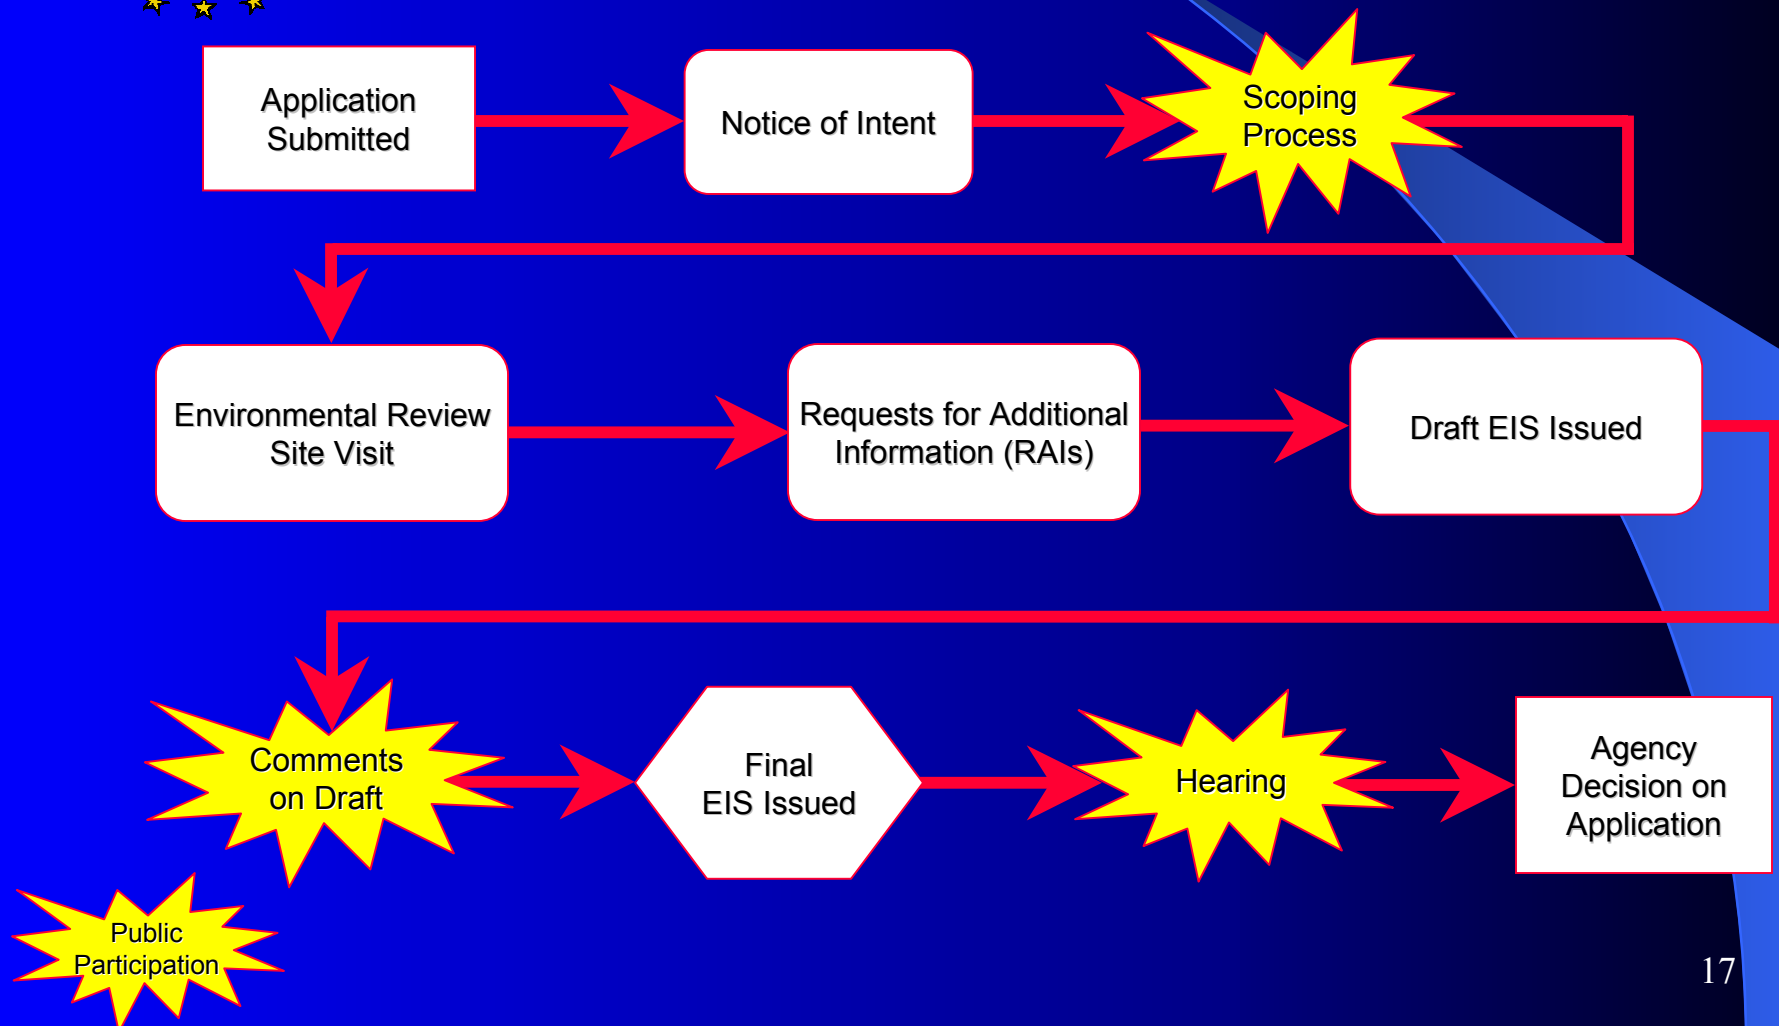 Application
Submitted
Notice of Intent
Scoping
Process
Environmental Review
Site Visit
Requests for Additional
Information (RAIs)
Draft EIS Issued
Comments
on Draft
Final
EIS Issued
Hearing
Agency
Decision on
Application
Public
Participation
17